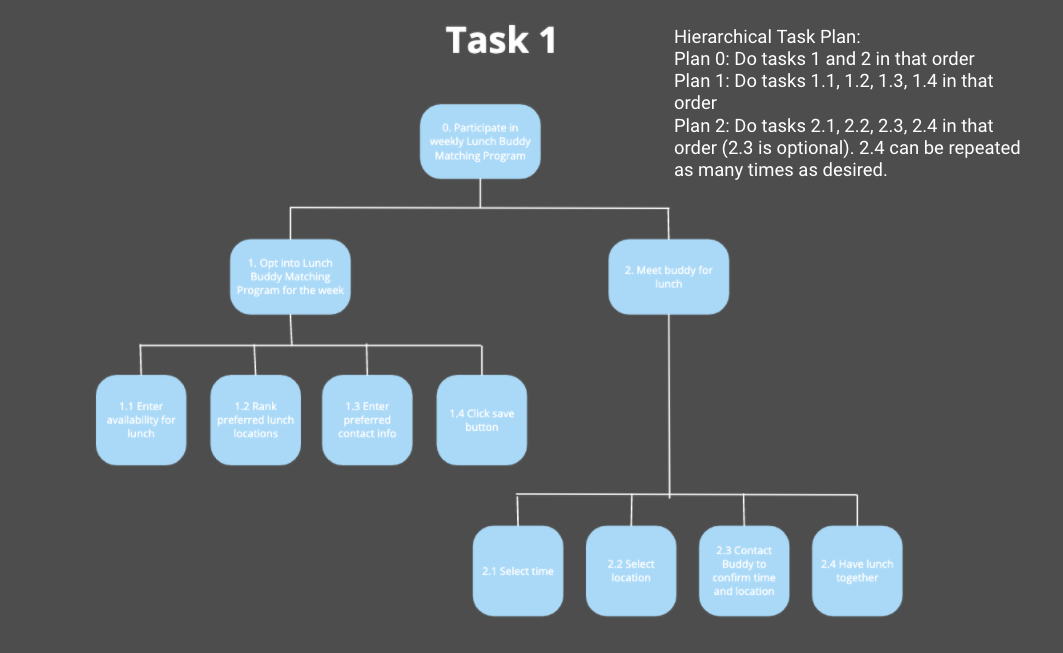 Task 1
Hierarchical Task Plan:
Plan 0: Do tasks 1 and 2 in that order
Plan 1: Do tasks 1.1, 1.2, 1.3, 1.4 in that
order
Plan 2: Do tasks 2.1, 2.2, 2.3, 2.4 in that
order (2.3 is optional). 2.4 can be repeated
as many times as desired.
0. Participate in
weekly Lunch Buddy
Matching Program
1. Opt into Lunch
Buddy Matching
Program for the week
2. Meet buddy for
lunch
1.1 Enter
availability for
lunch
1.2 Rank
preferred lunch
locations
1.3 Enter
preferred
contact info
1.4 Click save
button
2.1 Select time
2.2 Select
location
2.3 Contact
Buddy to
confirm time
and location
2.4 Have lunch
together